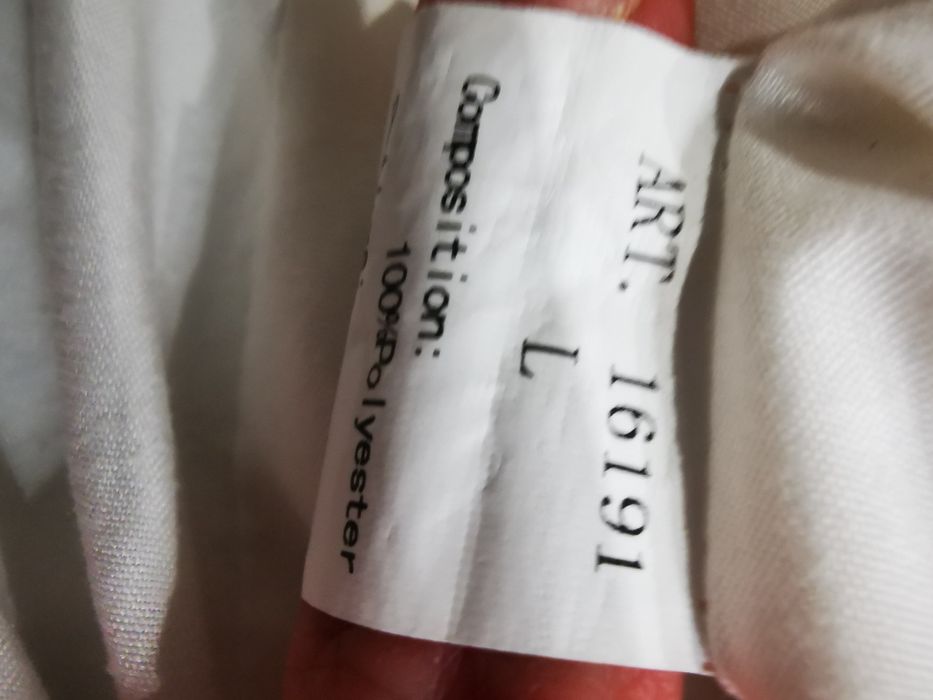 ART. 16191
L
Composition:
100%Polyester